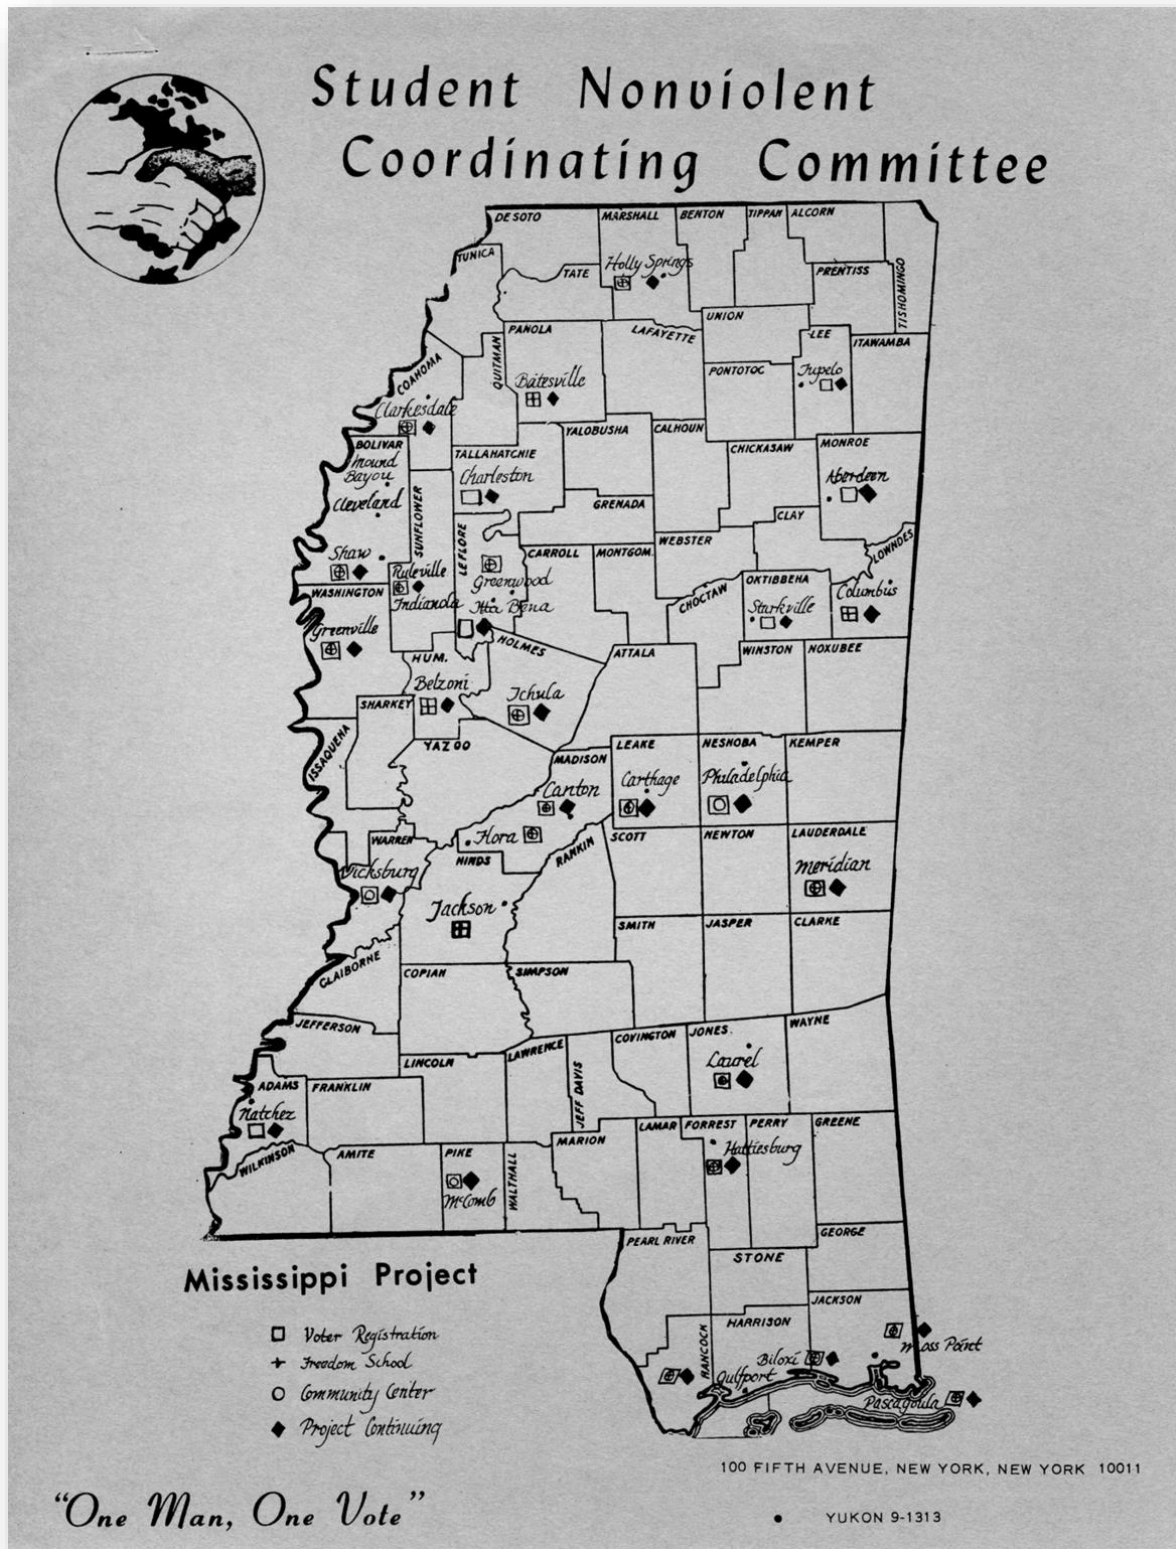 Student Nonviolent
Coordinating Committee
DE SOTO
MARSHALL
BENTON
TIPPAH
ALCORN
TUNICA
TATE
Holly Springs
PRENTISS
TISHOMINGO
PANOLA
LAFAYETTE
UNION
LEE
ITAWAMBA
COAHOMA
QUITMAN
Batesville
PONTOTOC
Tupelo
Clarkesdale
BOLIVAR
Mound
Bayou
Cleveland
TALLAHATCHIE
Charleston
YALOBUSHA
CALHOUN
CHICKASAW
MONROE
Aberdeen
SUNFLOWER
GRENADA
CLAY
LEFLORE
Shaw
Ruleville
Indianola
WASHINGTON
Greenwood
Itta Bena
CARROLL
MONTGOM.
WEBSTER
LOWNDES
CHOCTAW
OKTIBBEHA
Starkville
Columbus
Greenville
HUM.
Belzoni
HOLMES
Tchula
ATTALA
WINSTON
NOXUBEE
SHARKEY
ISSAQUENA
YAZOO
MADISON
Canton
LEAKE
Carthage
NESHOBA
Philadelphia
KEMPER
WARREN
Vicksburg
Flora
HINDS
Jackson
RANKIN
SCOTT
NEWTON
LAUDERDALE
Meridian
SMITH
JASPER
CLARKE
CLAIBORNE
COPIAH
SIMPSON
JEFFERSON
LINCOLN
LAWRENCE
JEFF DAVIS
COVINGTON
JONES
Laurel
WAYNE
ADAMS
Natchez
FRANKLIN
WILKINSON
AMITE
PIKE
McComb
WALTHALL
MARION
LAMAR
FORREST
Hattiesburg
PERRY
GREENE
PEARL RIVER
STONE
GEORGE
HANCOCK
HARRISON
JACKSON
Moss Point
Biloxi
Gulfport
Pascagoula
Mississippi Project
Voter Registration
Freedom School
Community Center
Project Continuing
100 FIFTH AVENUE, NEW YORK, NEW YORK 10011
"One Man, One Vote"
• YUKON 9-1313